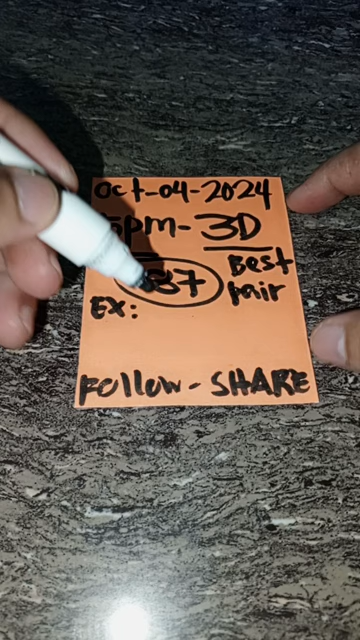 Oct-04-2024
5pm-3D
87
Best
Pair
EX:
Follow-SHARE